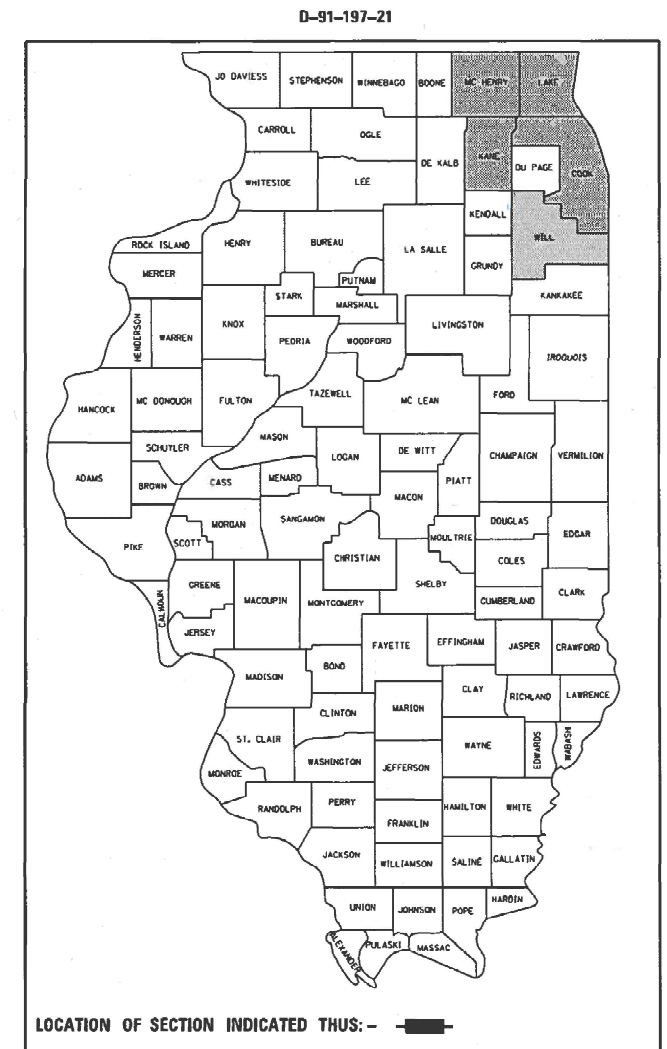 D-91-197-21
JO DAVIESS STEPHENSON WINNEBAGO BOONE MC HENRY LAKE
CARROLL OGLE
DE KALB KANE DU PAGE COOK
WHITESIDE LEE
KENDALL
ROCK ISLAND HENRY BUREAU LA SALLE WILL
MERCER PUTNAM GRUNDY
STARK MARSHALL KANKAKEE
HENDERSON WARREN KNOX PEORIA WOODFORD LIVINGSTON
IROQUOIS
HANCOCK MC DONOUGH FULTON TAZEWELL MC LEAN FORD
MASON
SCHUYLER LOGAN DE WITT CHAMPAIGN VERMILION
ADAMS BROWN CASS MENARD PIATT
MACON
MORGAN SANGAMON DOUGLAS
PIKE SCOTT CHRISTIAN MOULTRIE EDGAR
COLES
GREENE SHELBY
CALHOUN MACOUPIN MONTGOMERY CUMBERLAND CLARK
JERSEY FAYETTE EFFINGHAM JASPER CRAWFORD
MADISON BOND
CLAY RICHLAND LAWRENCE
CLINTON MARION
ST. CLAIR WAYNE EDWARDS WABASH
MONROE WASHINGTON JEFFERSON
RANDOLPH PERRY HAMILTON WHITE
FRANKLIN
JACKSON WILLIAMSON SALINE GALLATIN
UNION JOHNSON POPE HARDIN
ALEXANDER PULASKI MASSAC
LOCATION OF SECTION INDICATED THUS:-